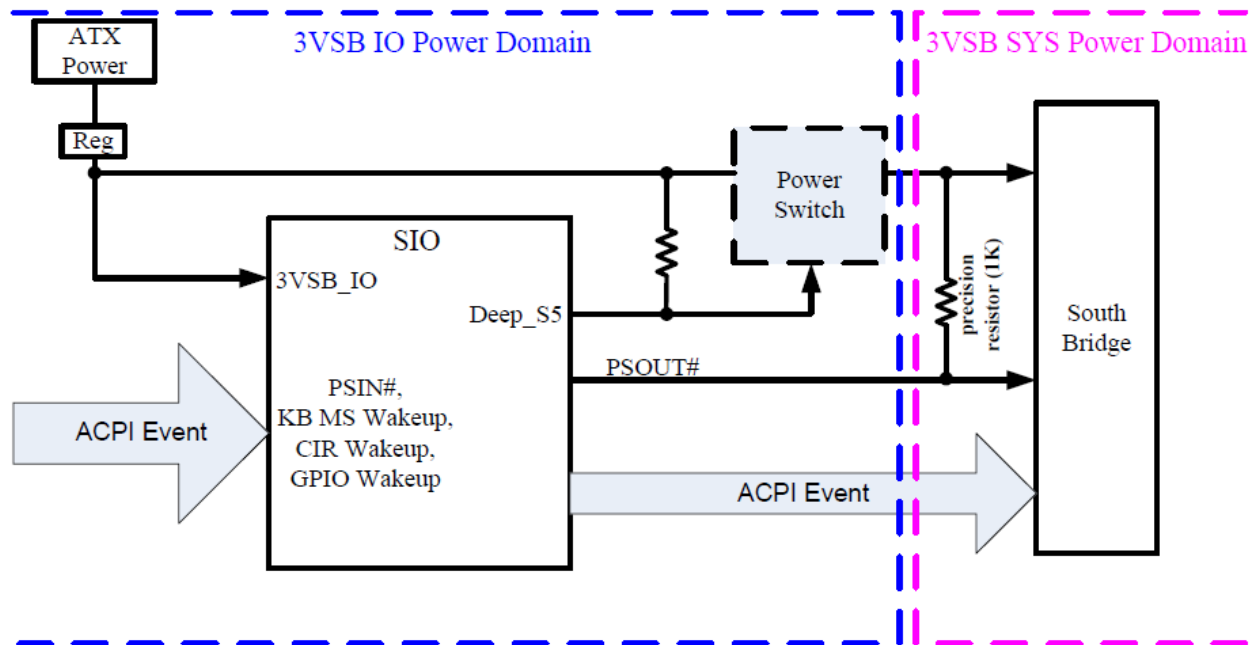 3VSB IO Power Domain
3VSB SYS Power Domain
ATX
Power
Reg
Power
Switch
SIO
3VSB_IO
Deep_S5
PSOUT#
PSIN#,
KB MS Wakeup,
CIR Wakeup,
GPIO Wakeup
ACPI Event
ACPI Event
precision
resistor (1K)
South
Bridge